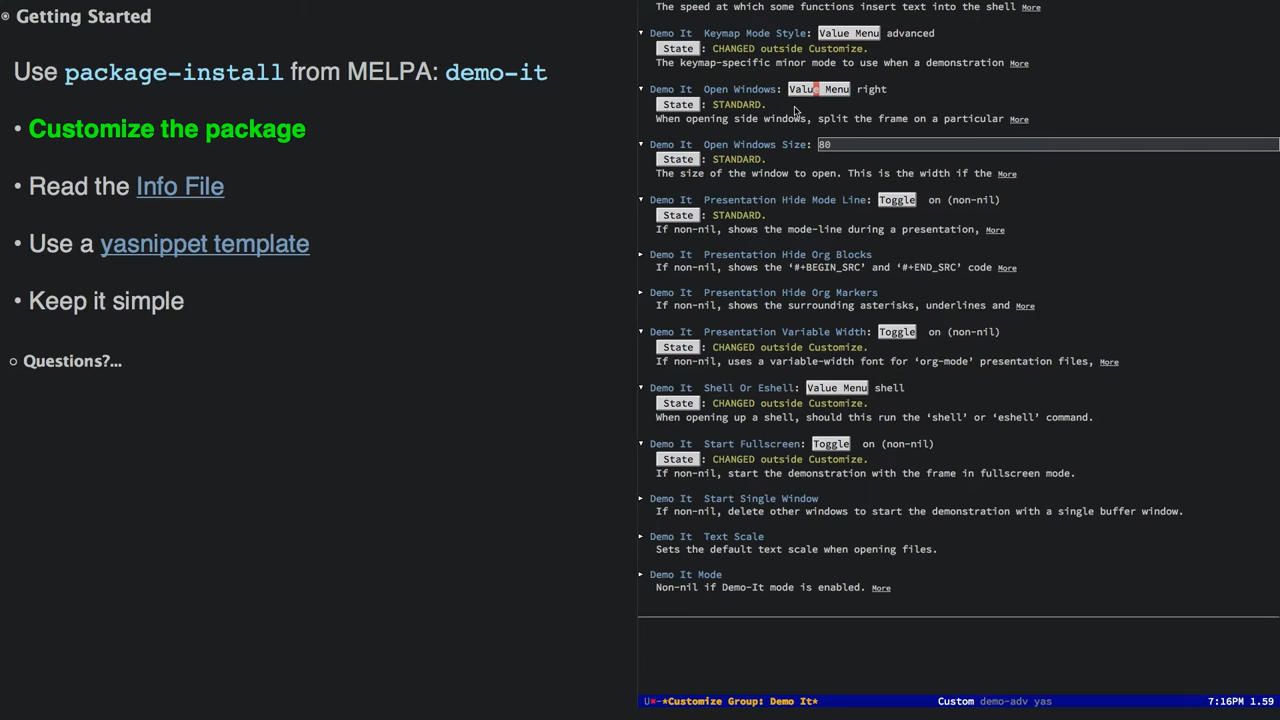 Getting Started
Use package-install from MELPA: demo-it
• Customize the package
• Read the Info File
• Use a yasnippet template
• Keep it simple
Questions?...
The speed at which some functions insert text into the shell More
Demo It Keymap Mode Style: Value Menu advanced
State : CHANGED outside Customize.
The keymap-specific minor mode to use when a demonstration More
Demo It Open Windows: Value Menu right
State : STANDARD.
When opening side windows, split the frame on a particular More
Demo It Open Windows Size: 80
State : STANDARD.
The size of the window to open. This is the width if the More
Demo It Presentation Hide Mode Line: Toggle on (non-nil)
State : STANDARD.
If non-nil, shows the mode-line during a presentation, More
Demo It Presentation Hide Org Blocks
If non-nil, shows the ‘#+BEGIN_SRC’ and ‘#+END_SRC’ code More
Demo It Presentation Hide Org Markers
If non-nil, shows the surrounding asterisks, underlines and More
Demo It Presentation Variable Width: Toggle on (non-nil)
State : CHANGED outside Customize.
If non-nil, uses a variable-width font for ‘org-mode’ presentation files, More
Demo It Shell Or Eshell: Value Menu shell
State : CHANGED outside Customize.
When opening up a shell, should this run the ‘shell’ or ‘eshell’ command.
Demo It Start Fullscreen: Toggle on (non-nil)
State : CHANGED outside Customize.
If non-nil, start the demonstration with the frame in fullscreen mode.
Demo It Start Single Window
If non-nil, delete other windows to start the demonstration with a single buffer window.
Demo It Text Scale
Sets the default text scale when opening files.
Demo It Mode
Non-nil if Demo-It mode is enabled. More
U✖-*Customize Group: Demo It* Custom demo-adv yas 7:16PM 1.59